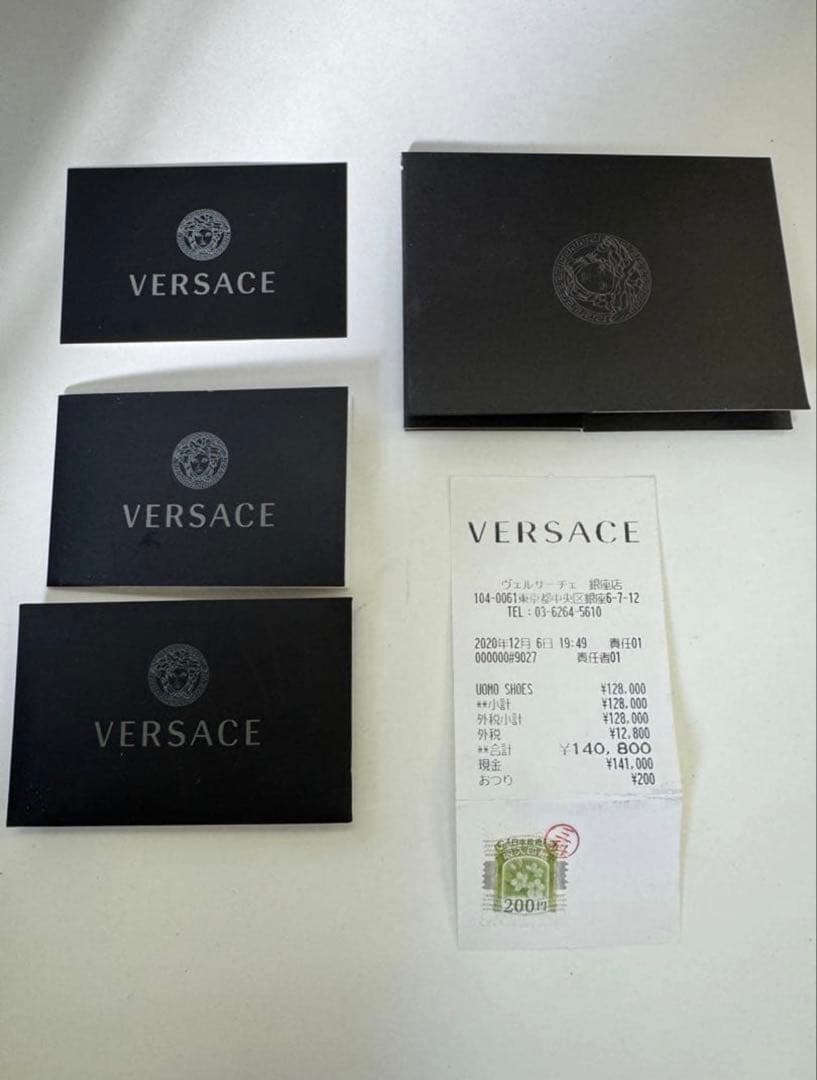 VERSACE
VERSACE
VERSACE
VERSACE
ヴェルサーチェ 銀座店
104-0061東京都中央区銀座6-7-12
TEL:03-6264-5610
2020年12月 6日 19:49 責任01
000000#9027 責任者01
UOMO SHOES ¥128,000
**小計 ¥128,000
外税小計 ¥128,000
外税 ¥12,800
**合計 ¥140,800
現金 ¥141,000
おつり ¥200
200円